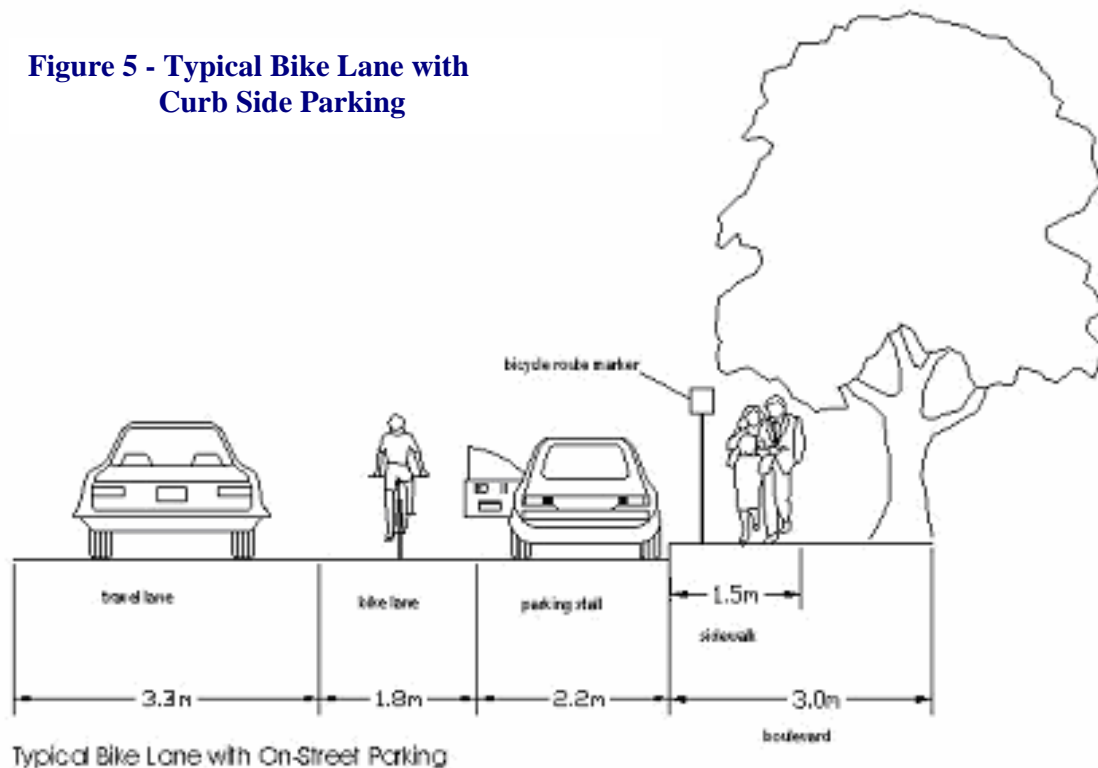 Figure 5 - Typical Bike Lane with
Curb Side Parking
bicycle route marker
travel lane
bike lane
parking stall
1.5m
sidewalk
3.3m
1.8m
2.2m
3.0m
boulevard
Typical Bike Lane with On-Street Parking